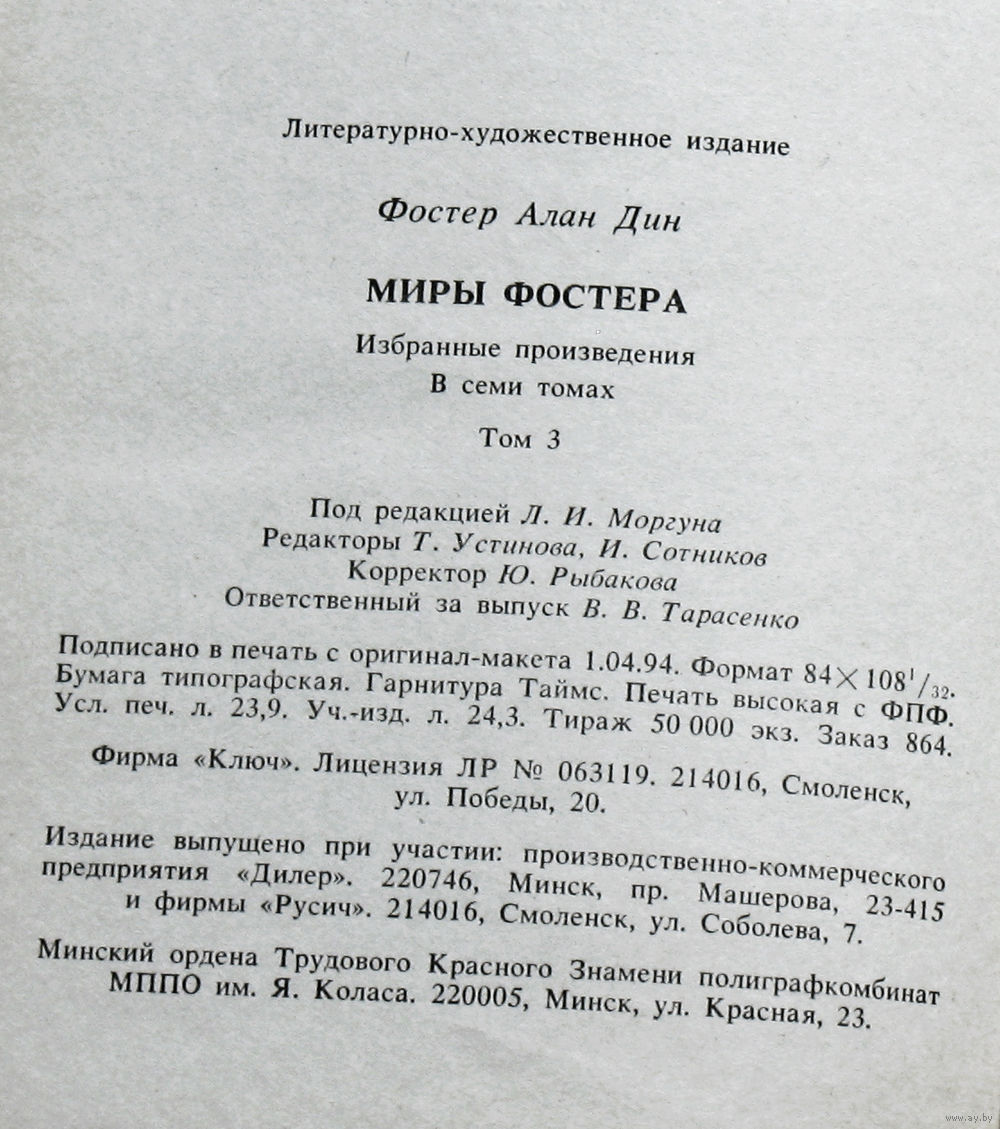 Литературно-художественное издание
Фостер Алан Дин
МИРЫ ФОСТЕРА
Избранные произведения
В семи томах
Том 3
Под редакцией Л. И. Моргуна
Редакторы Т. Устинова, И. Сотников
Корректор Ю. Рыбакова
Ответственный за выпуск В. В. Тарасенко
Подписано в печать с оригинал-макета 1.04.94. Формат 84×108¹/₃₂.
Бумага типографская. Гарнитура Таймс. Печать высокая с ФПФ.
Усл. печ. л. 23,9. Уч.-изд. л. 24,3. Тираж 50 000 экз. Заказ 864.
Фирма «Ключ». Лицензия ЛР № 063119. 214016, Смоленск,
ул. Победы, 20.
Издание выпущено при участии: производственно-коммерческого
предприятия «Дилер». 220746, Минск, пр. Машерова, 23-415
и фирмы «Русич». 214016, Смоленск, ул. Соболева, 7.
Минский ордена Трудового Красного Знамени полиграфкомбинат
МППО им. Я. Коласа. 220005, Минск, ул. Красная, 23.
www.ay.by